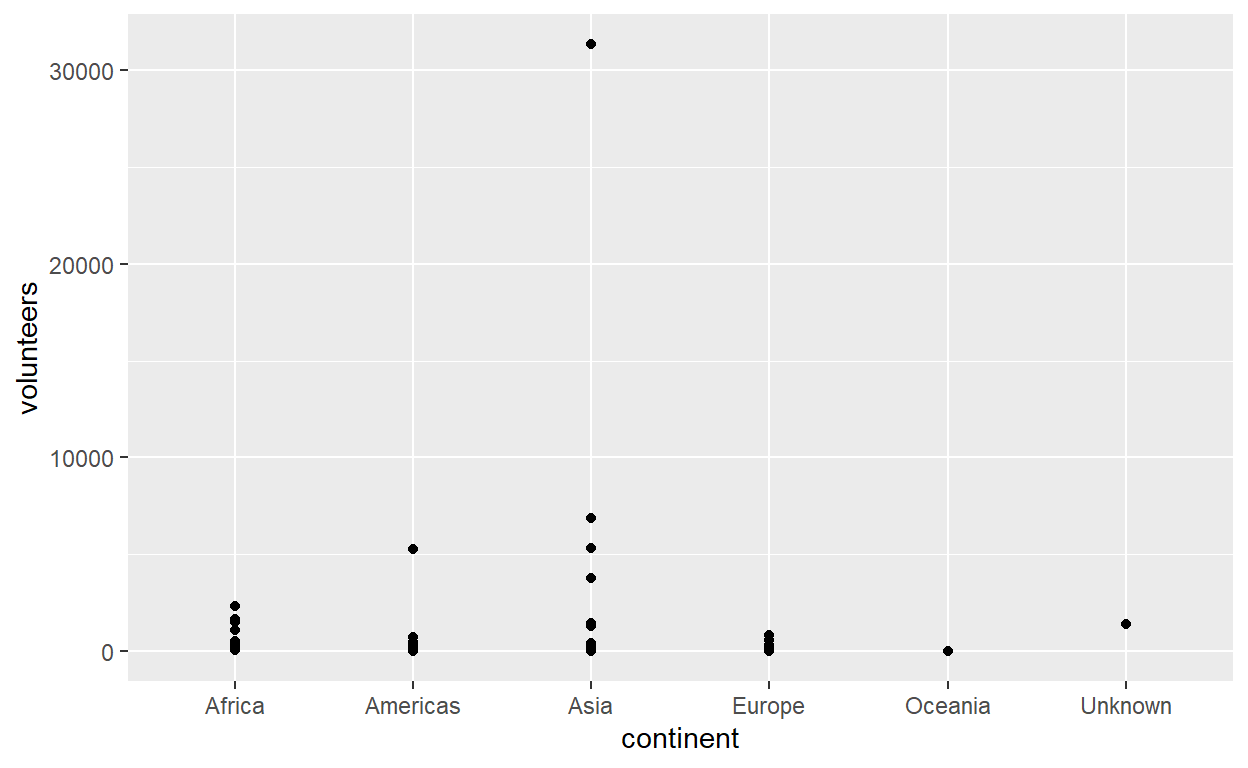 30000
20000
10000
0
volunteers
Africa Americas Asia Europe Oceania Unknown
continent